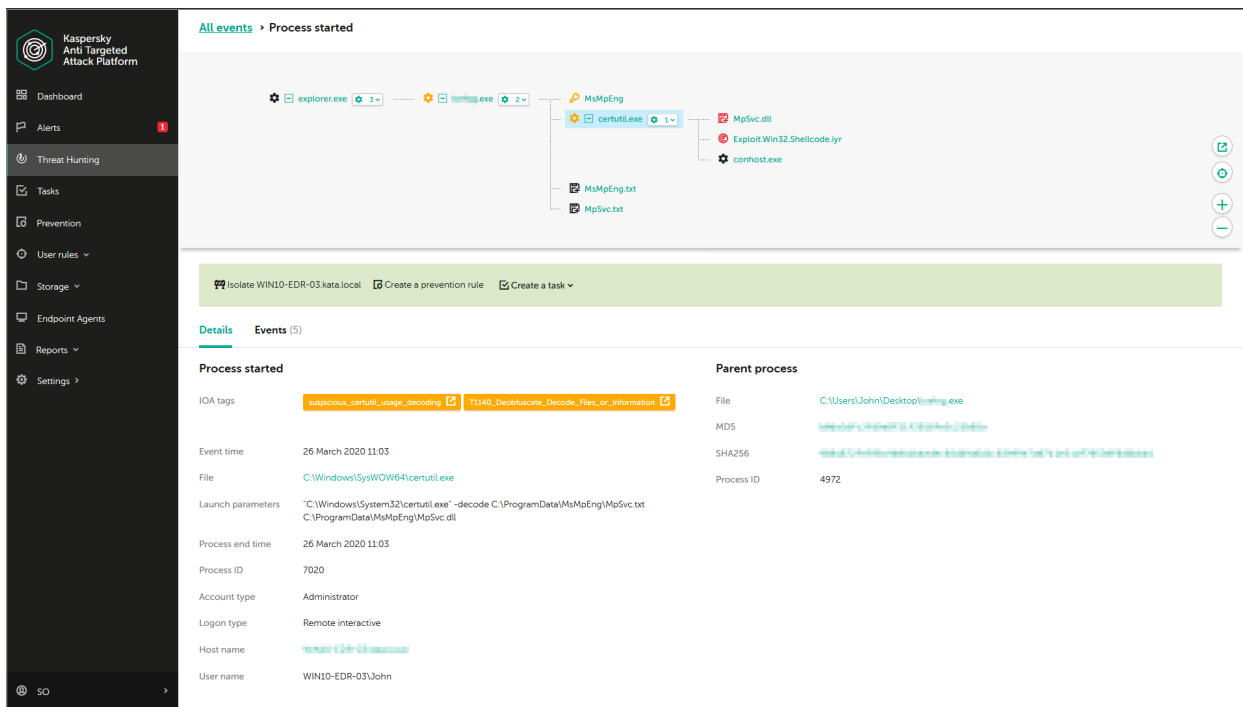 Kaspersky
Anti Targeted
Attack Platform
Dashboard
Alerts 1
Threat Hunting
Tasks
Prevention
User rules
Storage
Endpoint Agents
Reports
Settings
SO
All events > Process started
explorer.exe 3
.exe 2
MsMpEng
certutil.exe 1
MpSvc.dll
Exploit.Win32.Shellcode.iyr
conhost.exe
MsMpEng.txt
MpSvc.txt
Isolate WIN10-EDR-03.kata.local Create a prevention rule Create a task
Details Events (5)
Process started
IOA tags suspicious_certutil_usage_decoding T1140_Deobfuscate_Decode_Files_or_Information
Event time 26 March 2020 11:03
File C:\Windows\SysWOW64\certutil.exe
Launch parameters "C:\Windows\System32\certutil.exe" -decode C:\ProgramData\MsMpEng\MpSvc.txt
C:\ProgramData\MsMpEng\MpSvc.dll
Process end time 26 March 2020 11:03
Process ID 7020
Account type Administrator
Logon type Remote interactive
Host name
User name WIN10-EDR-03\John
Parent process
File C:\Users\John\Desktop\ .exe
MD5
SHA256
Process ID 4972